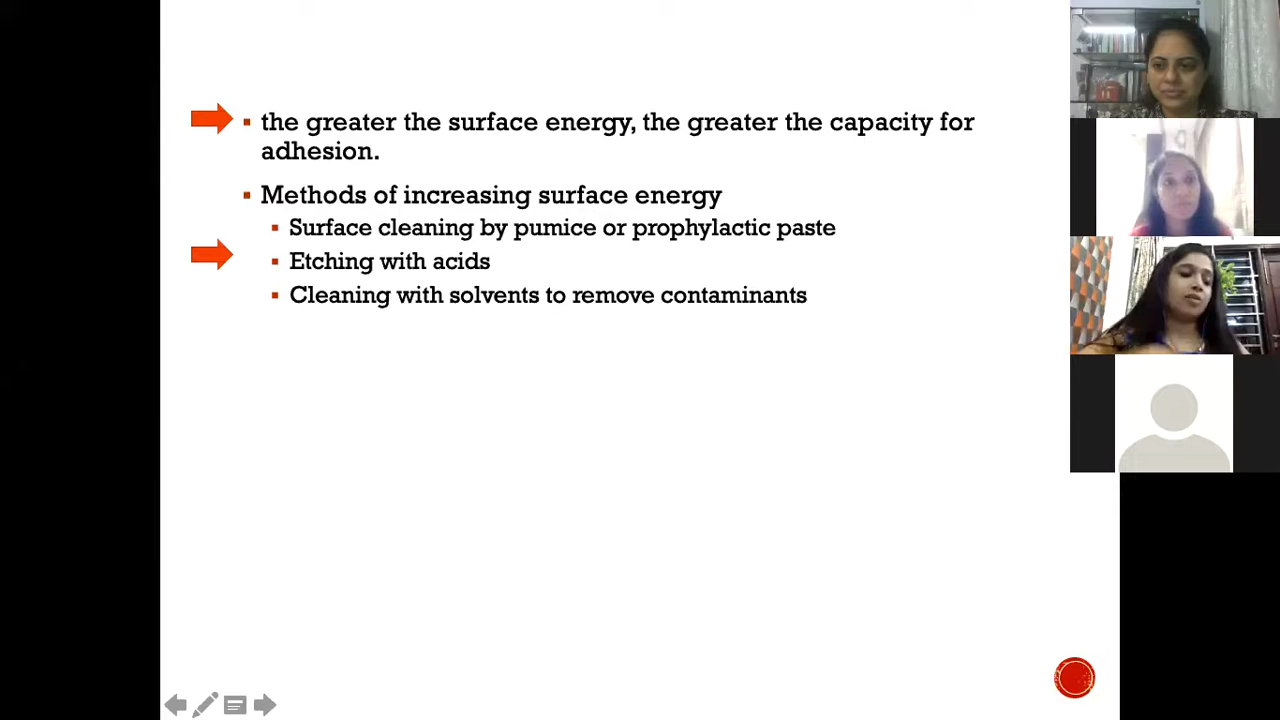 the greater the surface energy, the greater the capacity for
adhesion.
Methods of increasing surface energy
Surface cleaning by pumice or prophylactic paste
Etching with acids
Cleaning with solvents to remove contaminants